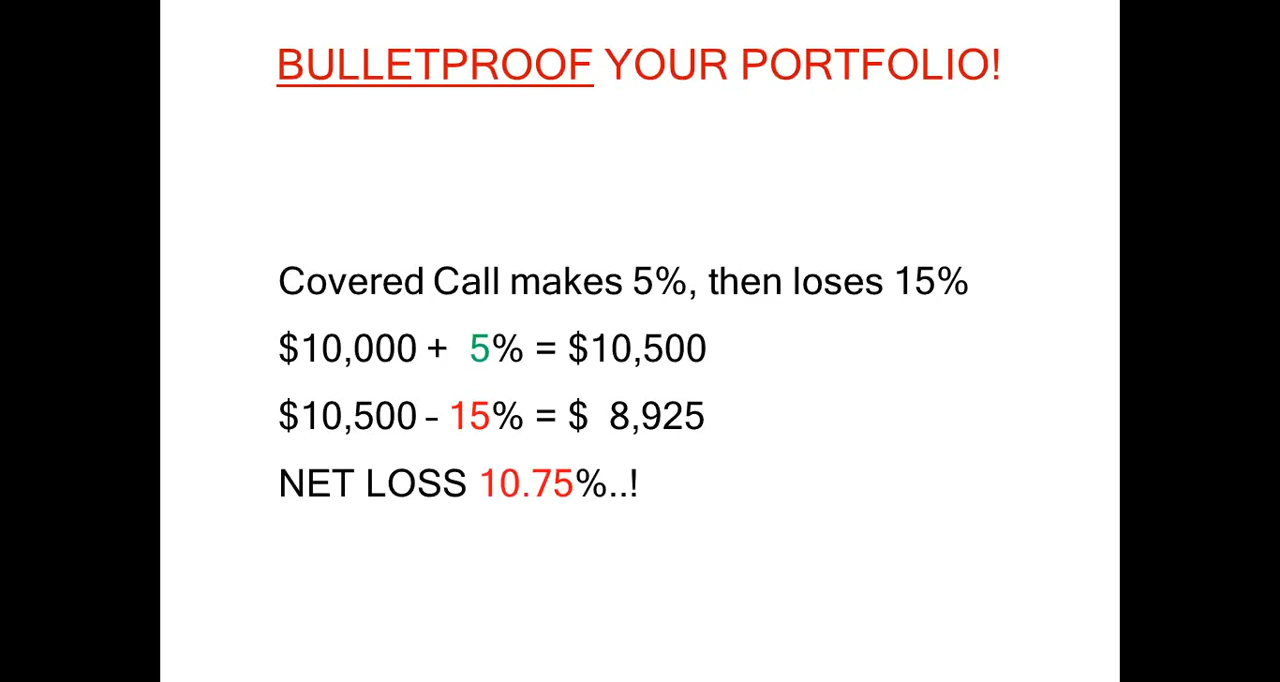 BULLETPROOF YOUR PORTFOLIO!
Covered Call makes 5%, then loses 15%
$10,000 + 5% = $10,500
$10,500 – 15% = $ 8,925
NET LOSS 10.75%..!